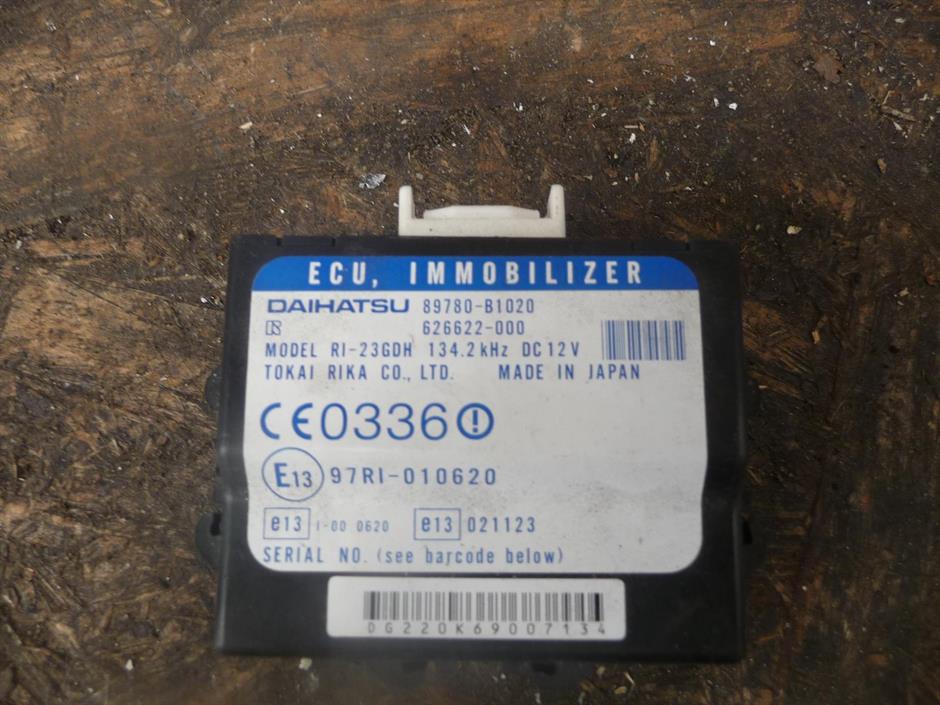 ECU, IMMOBILIZER
DAIHATSU 89780-B1020
626622-000
MODEL RI-23GDH 134.2kHz DC12V
TOKAI RIKA CO., LTD. MADE IN JAPAN
CE0336
E13 97RI-010620
e13 I-00 0620 e13 021123
SERIAL NO. (see barcode below)
DG220K69007134